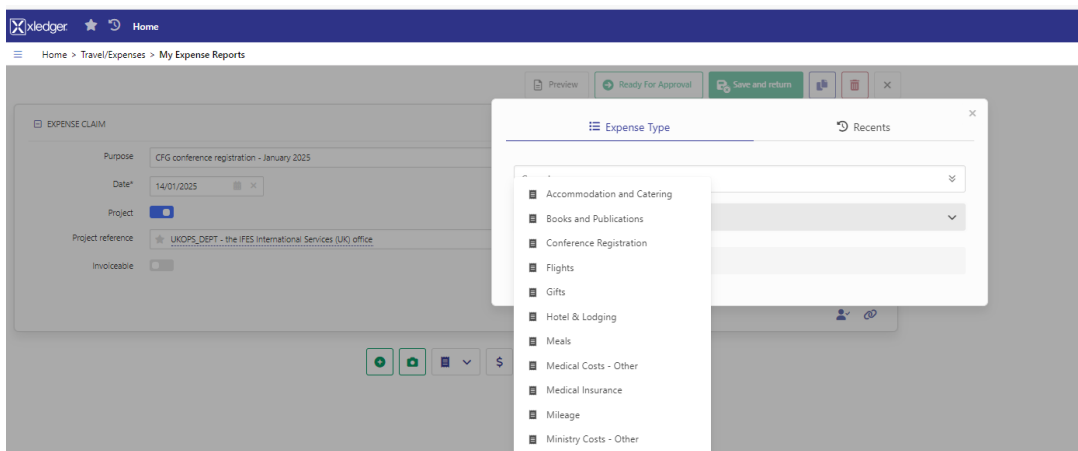 xledger Home
Home > Travel/Expenses > My Expense Reports
Preview Ready For Approval Save and return
EXPENSE CLAIM
Purpose CFG conference registration - January 2025
Date* 14/01/2025
Project
Project reference UKOPS_DEPT - the IFES International Services (UK) office
Invoiceable
Expense Type Recents
Accommodation and Catering
Books and Publications
Conference Registration
Flights
Gifts
Hotel & Lodging
Meals
Medical Costs - Other
Medical Insurance
Mileage
Ministry Costs - Other
$